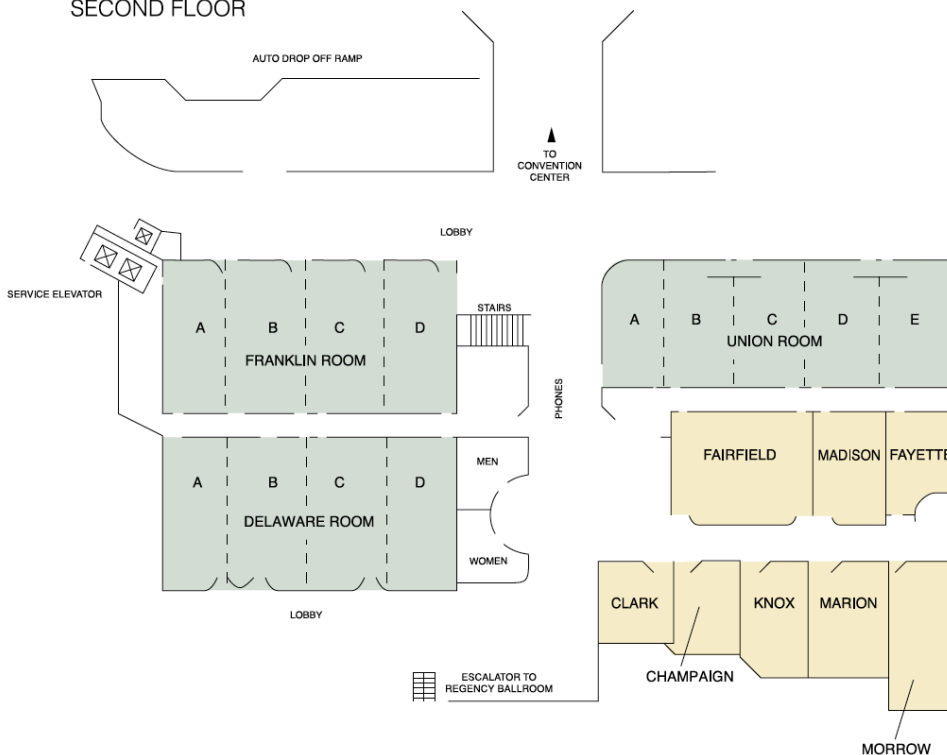 SECOND FLOOR
AUTO DROP OFF RAMP
TO
CONVENTION
CENTER
LOBBY
SERVICE ELEVATOR
STAIRS
A B C D
FRANKLIN ROOM
A B C D E
UNION ROOM
PHONES
MEN
A B C D
DELAWARE ROOM
WOMEN
FAIRFIELD
MADISON
FAYETTE
LOBBY
CLARK
KNOX
MARION
CHAMPAIGN
ESCALATOR TO
REGENCY BALLROOM
MORROW